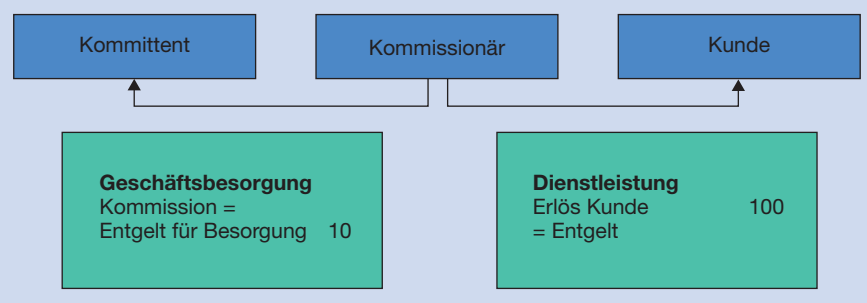 Kommittent
Kommissionär
Kunde
Geschäftsbesorgung
Kommission =
Entgelt für Besorgung 10
Dienstleistung
Erlös Kunde 100
= Entgelt